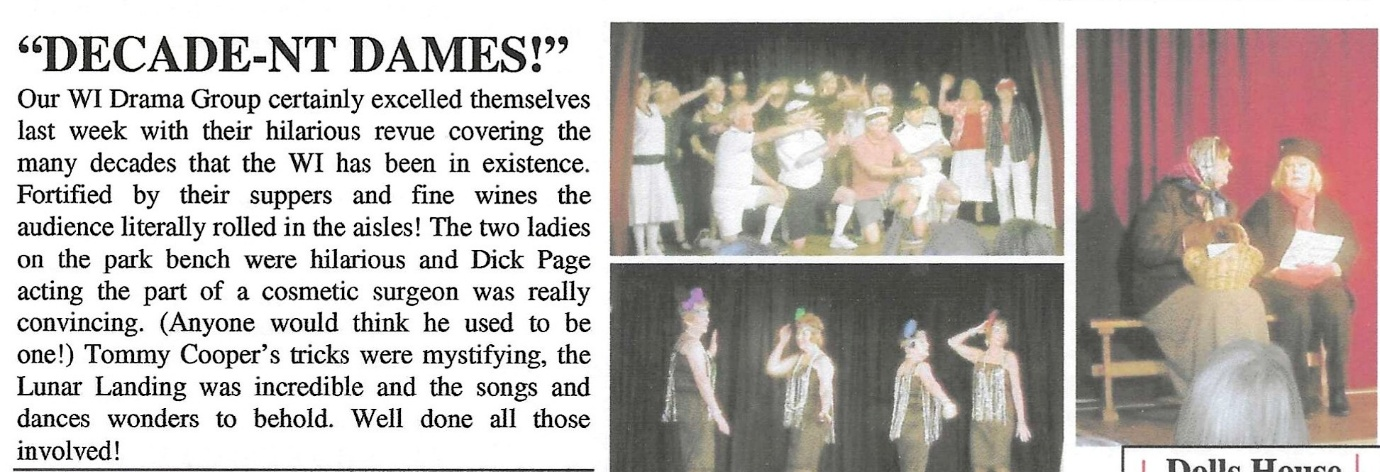 “DECADE-NT DAMES!”
Our WI Drama Group certainly excelled themselves
last week with their hilarious revue covering the
many decades that the WI has been in existence.
Fortified by their suppers and fine wines the
audience literally rolled in the aisles! The two ladies
on the park bench were hilarious and Dick Page
acting the part of a cosmetic surgeon was really
convincing. (Anyone would think he used to be
one!) Tommy Cooper’s tricks were mystifying, the
Lunar Landing was incredible and the songs and
dances wonders to behold. Well done all those
involved!
Dolls House